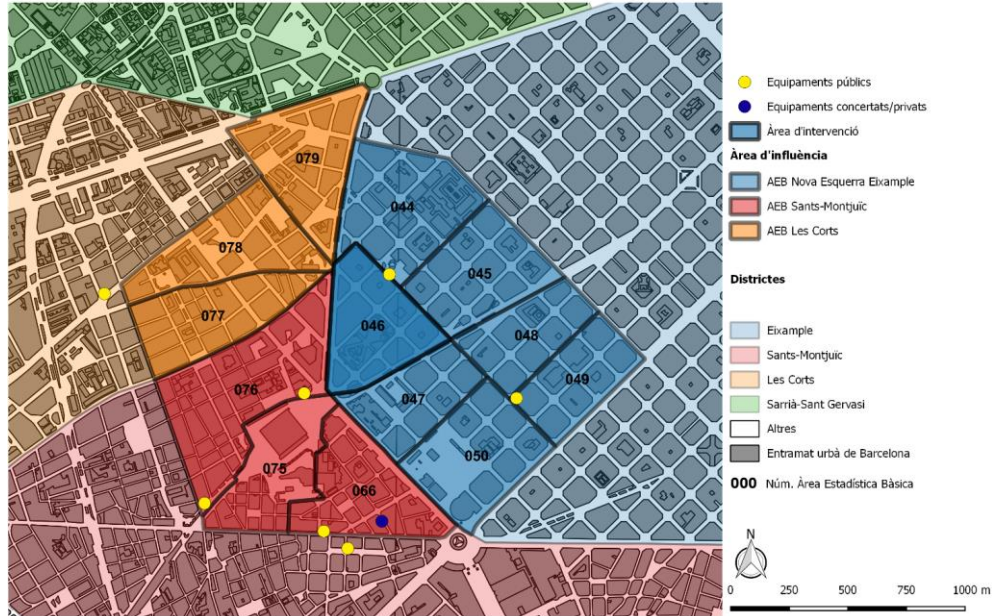 079
044
078
045
077
046
048
049
076
047
050
075
066
Equipaments públics
Equipaments concertats/privats
Àrea d'intervenció
Àrea d'influència
AEB Nova Esquerra Eixample
AEB Sants-Montjuïc
AEB Les Corts
Districtes
Eixample
Sants-Montjuïc
Les Corts
Sarrià-Sant Gervasi
Altres
Entramat urbà de Barcelona
000 Núm. Àrea Estadística Bàsica
N
0 250 500 750 1000 m